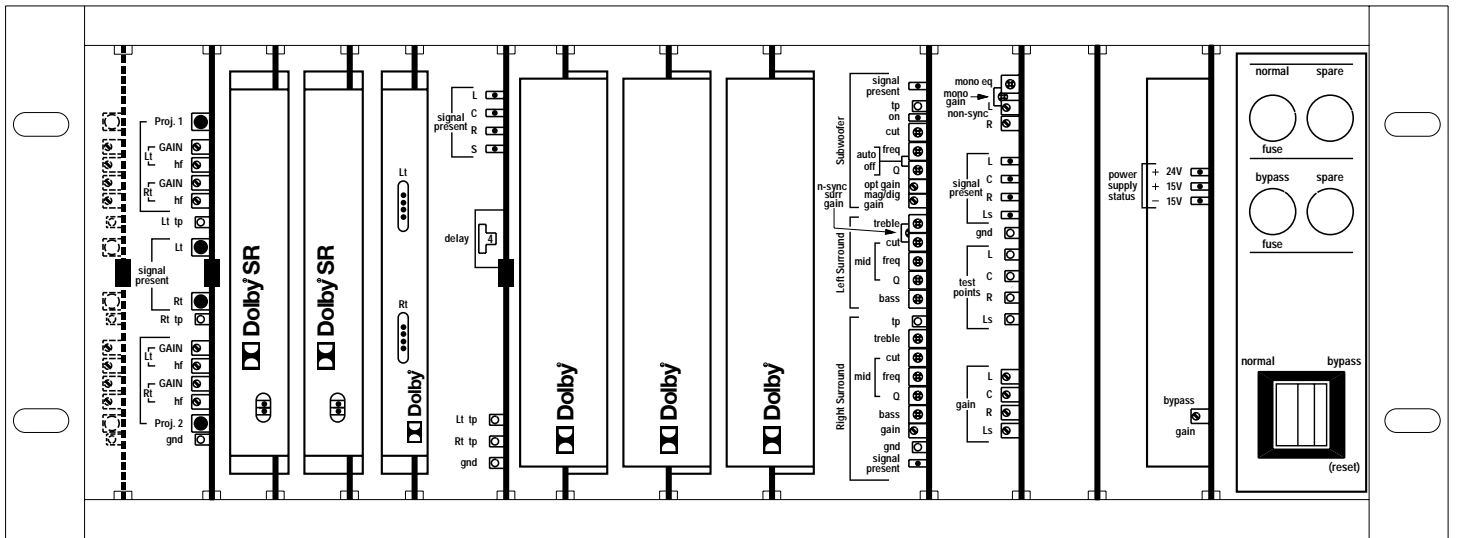 Proj. 1
GAIN
Lt
hf
GAIN
Rt
hf
Lt tp
Lt
signal
present
Rt
Rt tp
GAIN
Lt
hf
GAIN
Rt
hf
Proj. 2
gnd
Dolby SR
Dolby SR
Lt
Rt
Dolby
L
C
signal
present
R
S
delay
4
Lt tp
Rt tp
gnd
Dolby
Dolby
Dolby
Subwoofer
signal
present
tp
on
cut
freq
auto
off
Q
opt gain
mag/dig
gain
n-sync
surr
gain
Left Surround
treble
cut
mid
freq
Q
bass
Right Surround
tp
treble
cut
mid
freq
Q
bass
gain
gnd
signal
present
mono eq
mono
gain
L
non-sync
R
L
C
signal
present
R
Ls
gnd
L
C
test
points
R
Ls
L
C
gain
R
Ls
power
supply
status
+ 24V
+ 15V
− 15V
bypass
gain
normal spare
fuse
bypass spare
fuse
normal bypass
(reset)